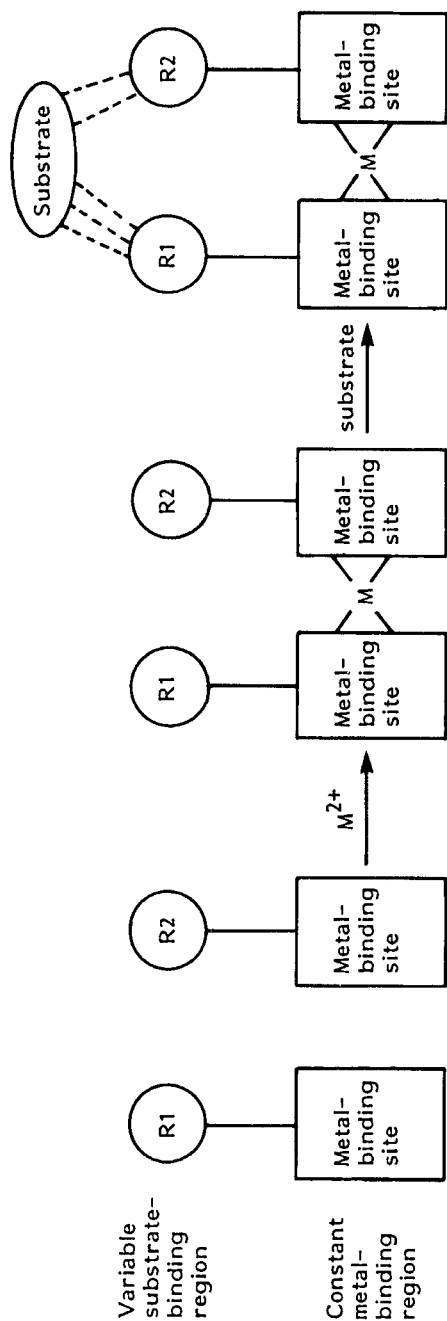 Variable
substrate-
binding
region
Constant
metal-
binding
region
R1
Metal-
binding
site
R2
Metal-
binding
site
M2+
R1
Metal-
binding
site
M
R2
Metal-
binding
site
substrate
Substrate
R1
Metal-
binding
site
M
R2
Metal-
binding
site